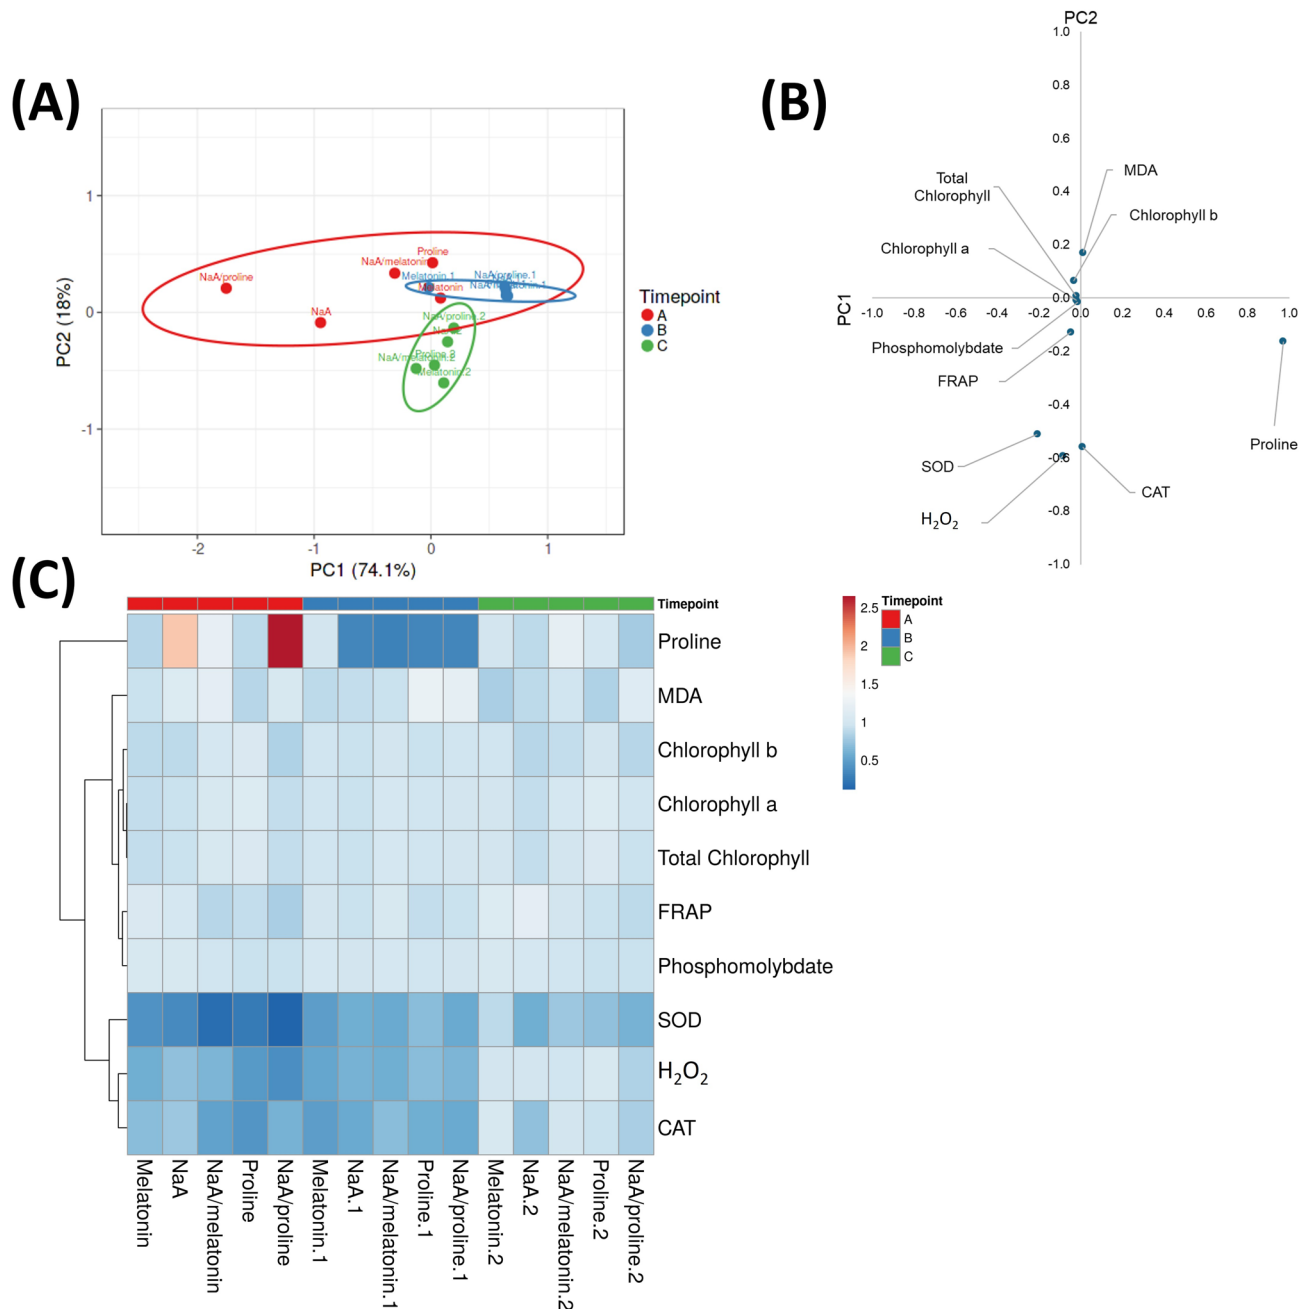 (A)
PC2 (18%)
1
0
-1
-2
-1
0
1
PC1 (74.1%)
Proline
NaA/melatonin
NaA/proline
Melatonin.1
NaA/proline.1
Melatonin
NaA
NaA/proline.2
Proline.2
NaA/melatonin.2
Melatonin.2
Timepoint
A
B
C
(B)
PC2
1.0
0.8
0.6
0.4
0.2
0.0
-0.2
-0.4
-0.6
-0.8
-1.0
PC1
-1.0 -0.8 -0.6 -0.4 -0.2 0.0 0.2 0.4 0.6 0.8 1.0
MDA
Total
Chlorophyll
Chlorophyll b
Chlorophyll a
Phosphomolybdate
FRAP
Proline
SOD
CAT
H2O2
(C)
Timepoint
Proline
MDA
Chlorophyll b
Chlorophyll a
Total Chlorophyll
FRAP
Phosphomolybdate
SOD
H2O2
CAT
Melatonin
NaA
NaA/melatonin
Proline
NaA/proline
Melatonin.1
NaA.1
NaA/melatonin.1
Proline.1
NaA/proline.1
Melatonin.2
NaA.2
NaA/melatonin.2
Proline.2
NaA/proline.2
2.5
2
1.5
1
0.5
Timepoint
A
B
C